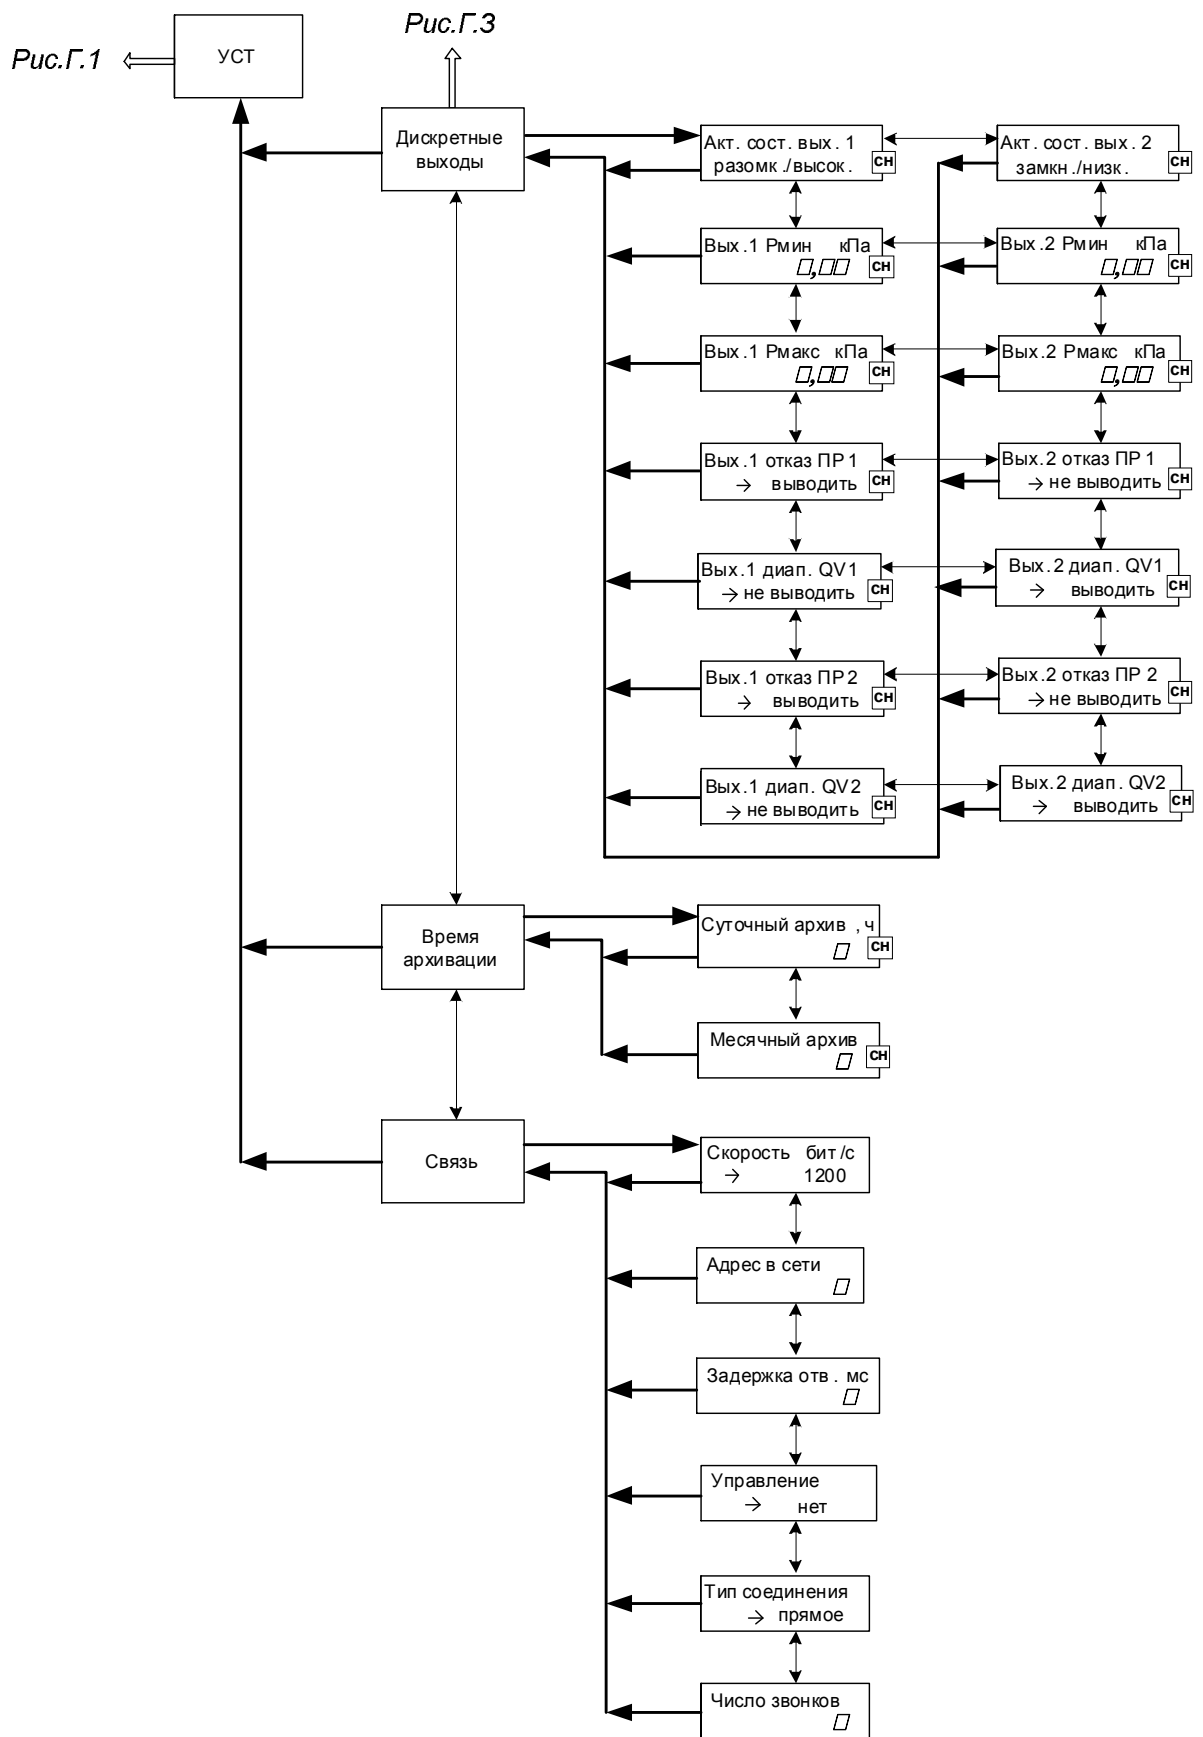 Рис.Г.3
Рис.Г.1
УСТ
Дискретные
выходы
Акт. сост. вых. 1
разомк./высок.
СН
Акт. сост. вых. 2
замкн./низк.
СН
Вых.1 Рмин кПа
0,00
СН
Вых.2 Рмин кПа
0,00
СН
Вых.1 Рмакс кПа
0,00
СН
Вых.2 Рмакс кПа
0,00
СН
Вых.1 отказ ПР1
→ выводить
СН
Вых.2 отказ ПР1
→ не выводить
СН
Вых.1 диап. QV1
→ не выводить
СН
Вых.2 диап. QV1
→ выводить
СН
Вых.1 отказ ПР2
→ выводить
СН
Вых.2 отказ ПР2
→ не выводить
СН
Вых.1 диап. QV2
→ не выводить
СН
Вых.2 диап. QV2
→ выводить
СН
Время
архивации
Суточный архив , ч
0
СН
Месячный архив
0
СН
Связь
Скорость бит/с
→ 1200
Адрес в сети
0
Задержка отв. мс
0
Управление
→ нет
Тип соединения
→ прямое
Число звонков
0